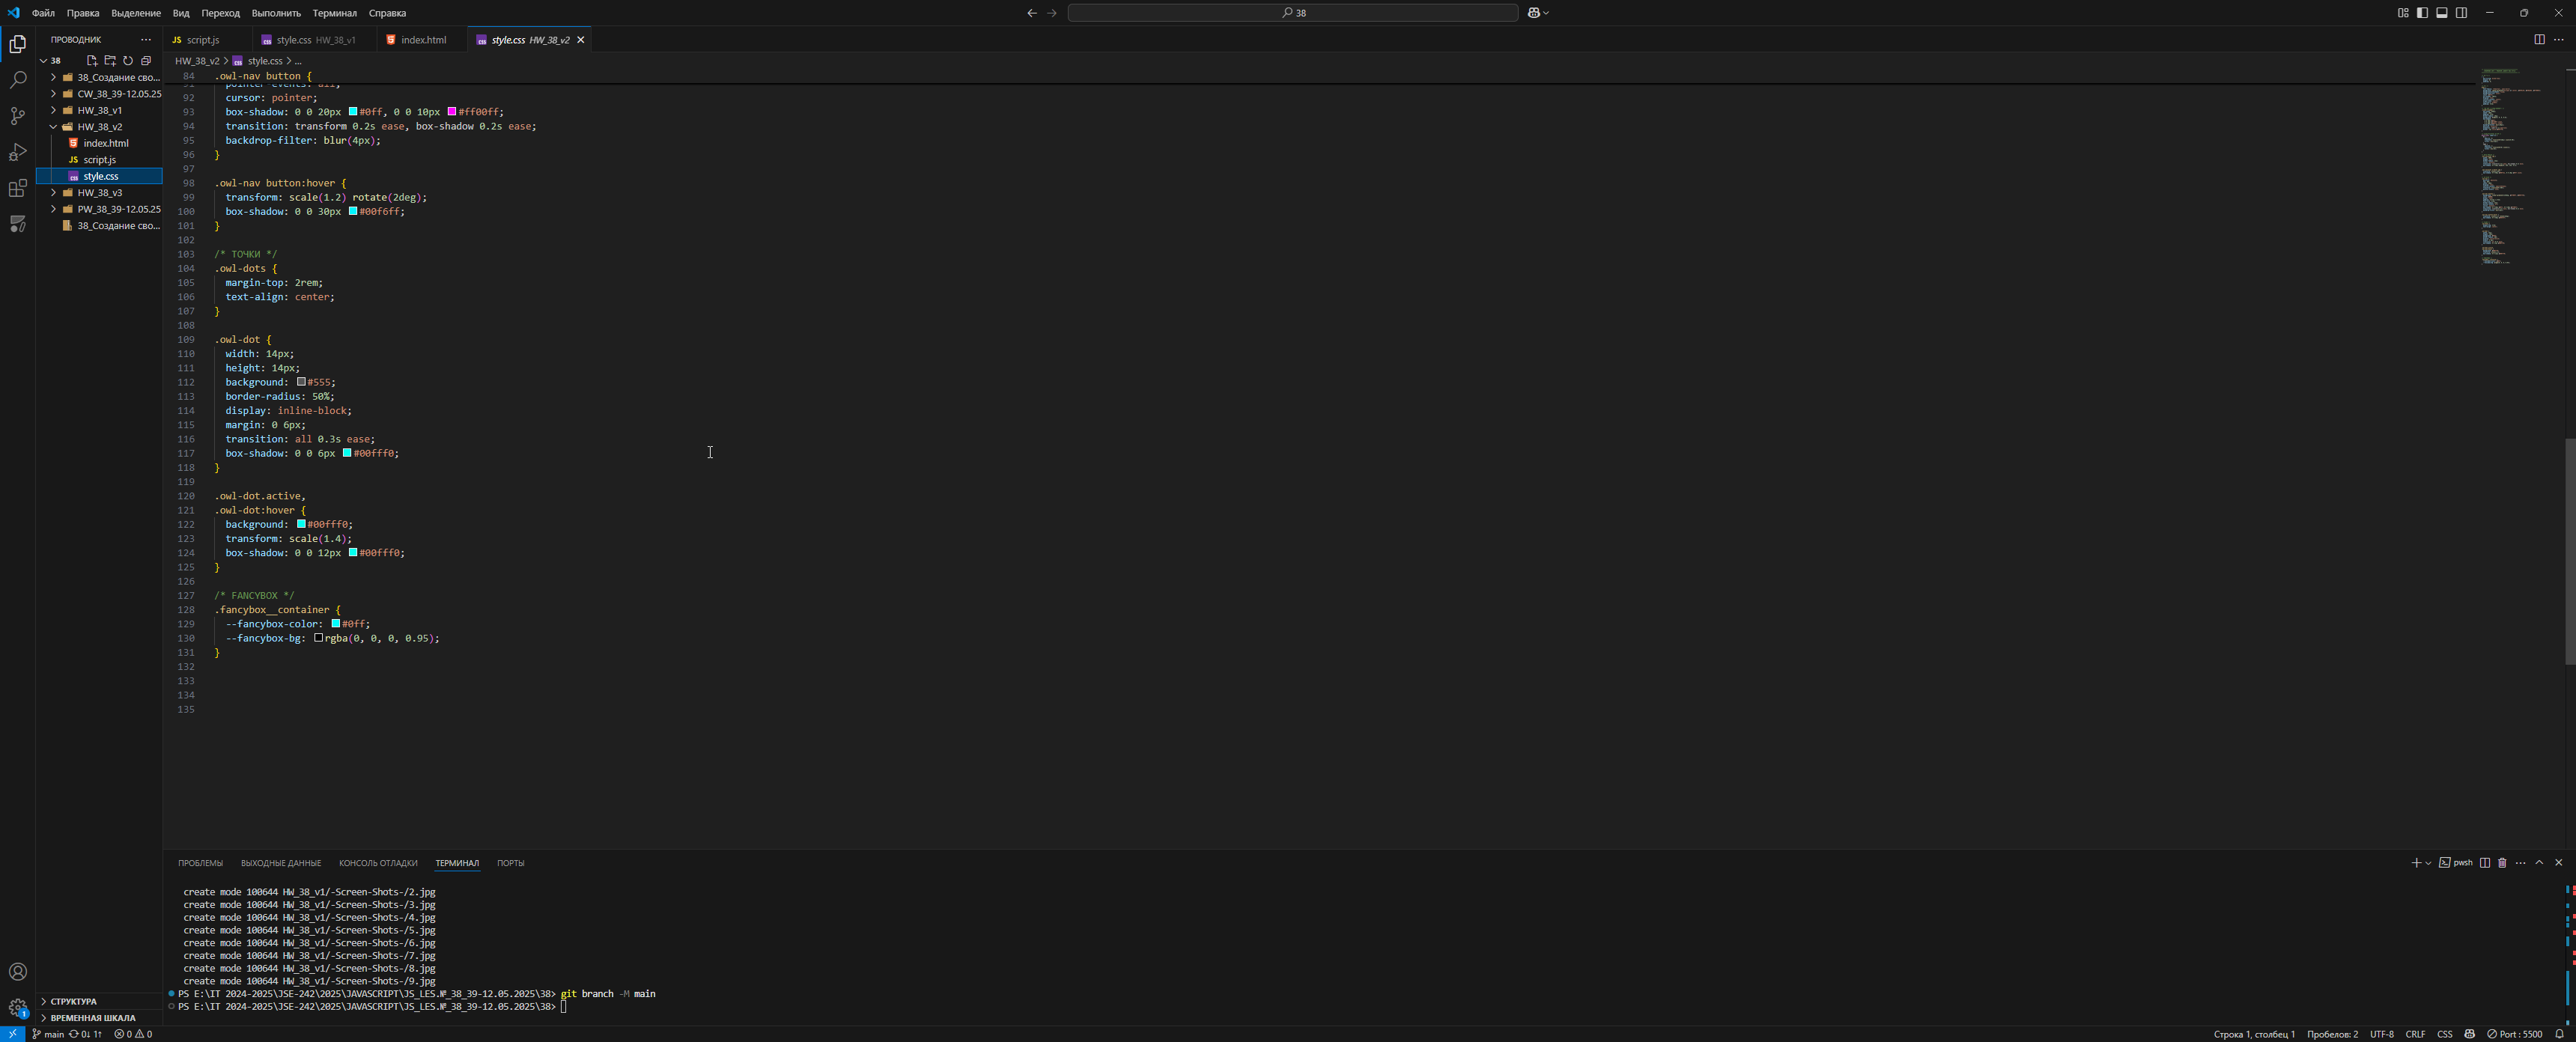 Файл Правка Выделение Вид Переход Выполнить Терминал Справка
38
ПРОВОДНИК
script.js
style.css HW_38_v1
index.html
style.css HW_38_v2
38
38_Создание сво...
CW_38_39-12.05.25
HW_38_v1
HW_38_v2
index.html
JS script.js
style.css
HW_38_v3
PW_38_39-12.05.25
38_Создание сво...
HW_38_v2 > style.css > ...
84 .owl-nav button {
91 pointer-events: all;
92 cursor: pointer;
93 box-shadow: 0 0 20px #0ff, 0 0 10px #ff00ff;
94 transition: transform 0.2s ease, box-shadow 0.2s ease;
95 backdrop-filter: blur(4px);
96 }
97
98 .owl-nav button:hover {
99 transform: scale(1.2) rotate(2deg);
100 box-shadow: 0 0 30px #00f6ff;
101 }
102
103 /* ТОЧКИ */
104 .owl-dots {
105 margin-top: 2rem;
106 text-align: center;
107 }
108
109 .owl-dot {
110 width: 14px;
111 height: 14px;
112 background: #555;
113 border-radius: 50%;
114 display: inline-block;
115 margin: 0 6px;
116 transition: all 0.3s ease;
117 box-shadow: 0 0 6px #00fff0;
118 }
119
120 .owl-dot.active,
121 .owl-dot:hover {
122 background: #00fff0;
123 transform: scale(1.4);
124 box-shadow: 0 0 12px #00fff0;
125 }
126
127 /* FANCYBOX */
128 .fancybox__container {
129 --fancybox-color: #0ff;
130 --fancybox-bg: rgba(0, 0, 0, 0.95);
131 }
132
133
134
135
ПРОБЛЕМЫ ВЫХОДНЫЕ ДАННЫЕ КОНСОЛЬ ОТЛАДКИ ТЕРМИНАЛ ПОРТЫ
pwsh
create mode 100644 HW_38_v1/-Screen-Shots-/2.jpg
create mode 100644 HW_38_v1/-Screen-Shots-/3.jpg
create mode 100644 HW_38_v1/-Screen-Shots-/4.jpg
create mode 100644 HW_38_v1/-Screen-Shots-/5.jpg
create mode 100644 HW_38_v1/-Screen-Shots-/6.jpg
create mode 100644 HW_38_v1/-Screen-Shots-/7.jpg
create mode 100644 HW_38_v1/-Screen-Shots-/8.jpg
create mode 100644 HW_38_v1/-Screen-Shots-/9.jpg
PS E:\IT 2024-2025\JSE-242\2025\JAVASCRIPT\JS_LES.№_38_39-12.05.2025\38> git branch -M main
PS E:\IT 2024-2025\JSE-242\2025\JAVASCRIPT\JS_LES.№_38_39-12.05.2025\38>
СТРУКТУРА
ВРЕМЕННАЯ ШКАЛА
1
main 0↓ 1↑ 0 0
Строка 1, столбец 1 Пробелов: 2 UTF-8 CRLF CSS Port : 5500